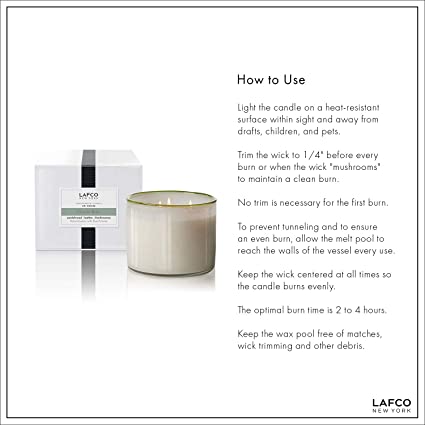 How to Use
Light the candle on a heat-resistant
surface within sight and away from
drafts, children, and pets.
Trim the wick to 1/4" before every
burn or when the wick "mushrooms"
to maintain a clean burn.
No trim is necessary for the first burn.
To prevent tunneling and to ensure
an even burn, allow the melt pool to
reach the walls of the vessel every use.
Keep the wick centered at all times so
the candle burns evenly.
The optimal burn time is 2 to 4 hours.
Keep the wax pool free of matches,
wick trimming and other debris.
LAFCO
NEW YORK
LAFCO
NEW YORK